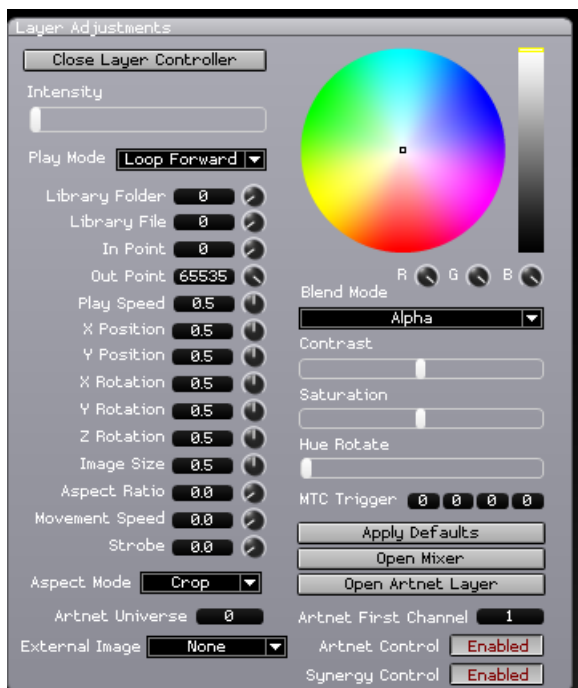 Layer Adjustments
Close Layer Controller
Intensity
Play Mode Loop Forward
Library Folder 0
Library File 0
In Point 0
Out Point 65535
Play Speed 0.5
X Position 0.5
Y Position 0.5
X Rotation 0.5
Y Rotation 0.5
Z Rotation 0.5
Image Size 0.5
Aspect Ratio 0.0
Movement Speed 0.0
Strobe 0.0
Aspect Mode Crop
Artnet Universe 0
External Image None
R G B
Blend Mode
Alpha
Contrast
Saturation
Hue Rotate
MTC Trigger 0 0 0 0
Apply Defaults
Open Mixer
Open Artnet Layer
Artnet First Channel 1
Artnet Control Enabled
Synergy Control Enabled